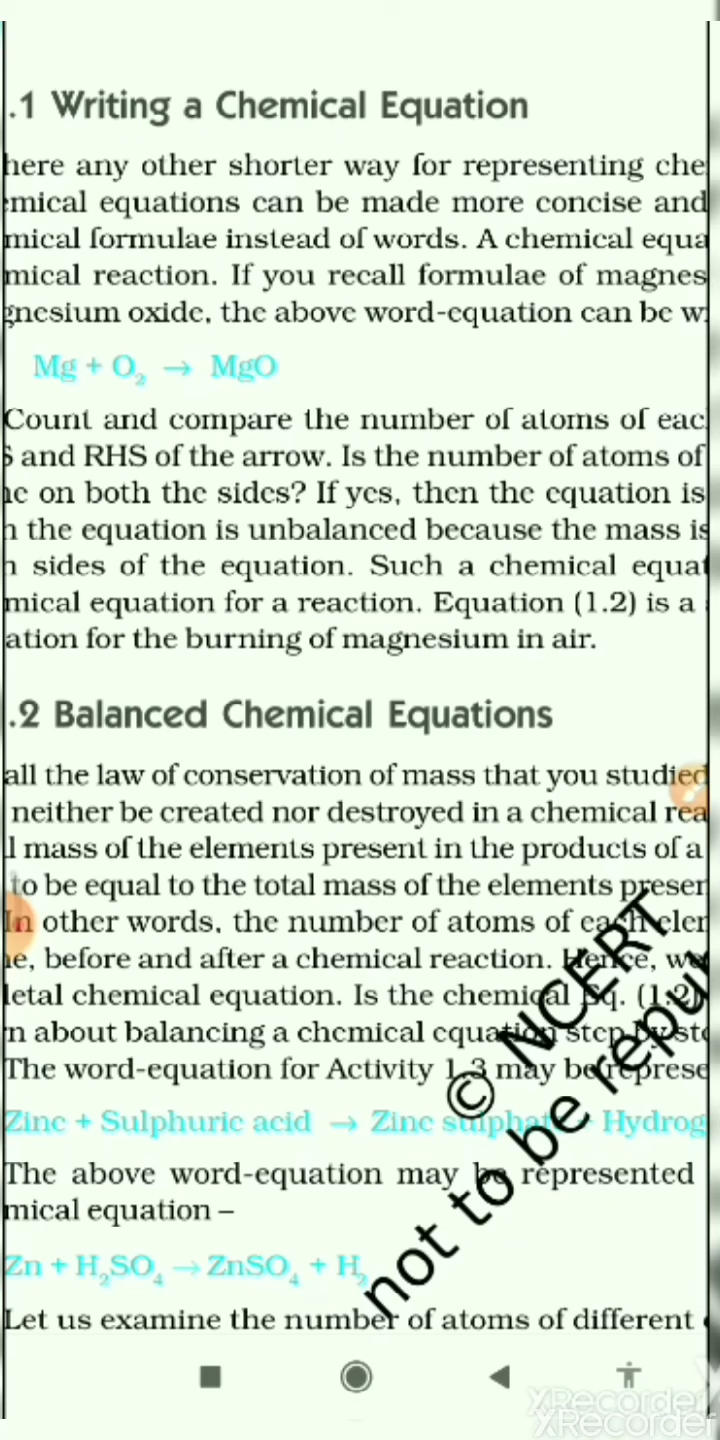 .1 Writing a Chemical Equation
here any other shorter way for representing che
mical equations can be made more concise and
mical formulae instead of words. A chemical equa
mical reaction. If you recall formulae of magnes
gnesium oxide, the above word-equation can be w
Mg + O₂ → MgO
Count and compare the number of atoms of eac
S and RHS of the arrow. Is the number of atoms of
ne on both the sides? If yes, then the equation is
n the equation is unbalanced because the mass is
n sides of the equation. Such a chemical equat
mical equation for a reaction. Equation (1.2) is a
ation for the burning of magnesium in air.
.2 Balanced Chemical Equations
all the law of conservation of mass that you studied
neither be created nor destroyed in a chemical rea
l mass of the elements present in the products of a
to be equal to the total mass of the elements presen
In other words, the number of atoms of each elem
ne, before and after a chemical reaction. Hence, we
letal chemical equation. Is the chemical Eq. (1.2)
rn about balancing a chemical equation step by ste
The word-equation for Activity 1.3 may be represe
Zinc + Sulphuric acid → Zinc sulphate + Hydrog
The above word-equation may be represented
mical equation –
Zn + H₂SO₄ → ZnSO₄ + H₂
Let us examine the number of atoms of different
© NCERT
not to be repu
XRecorder
XRecorder